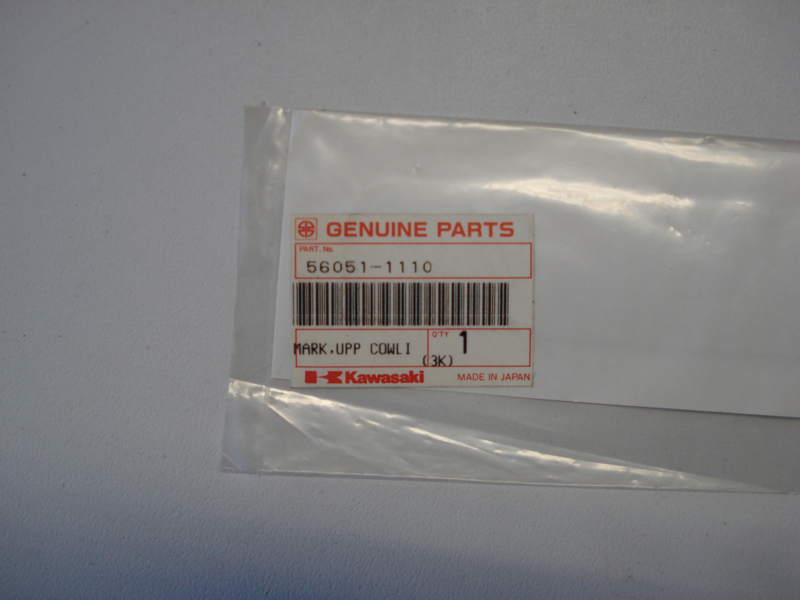 GENUINE PARTS
PART. No.
56051-1110
MARK,UPP COWLI
Q'TY 1
(3K)
Kawasaki MADE IN JAPAN